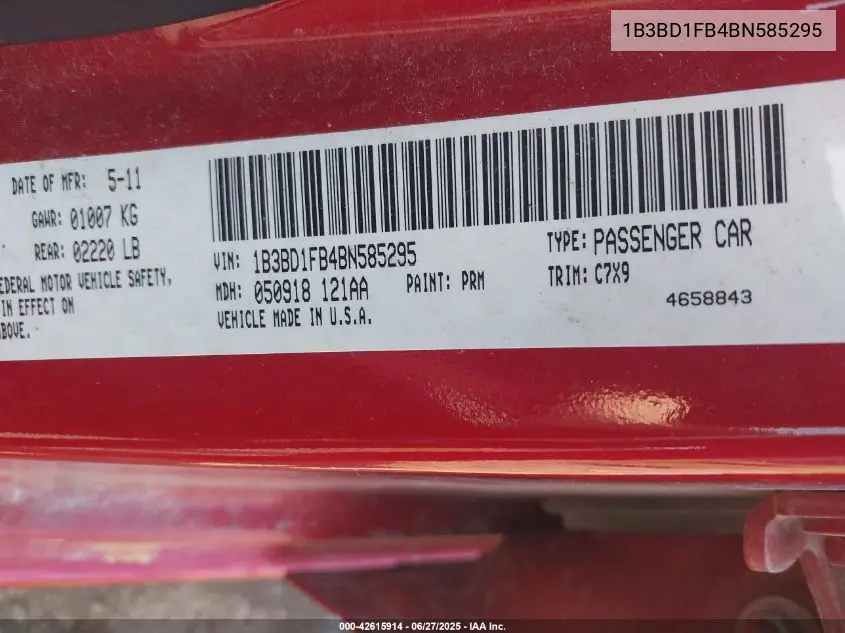 1B3BD1FB4BN585295
DATE OF MFR: 5-11
GAWR: 01007 KG
REAR: 02220 LB
EDERAL MOTOR VEHICLE SAFETY,
IN EFFECT ON
ABOVE.
VIN: 1B3BD1FB4BN585295
TYPE: PASSENGER CAR
MDH: 050918 121AA
PAINT: PRM
TRIM: C7X9
VEHICLE MADE IN U.S.A.
4658843
000-42615914 - 06/27/2025 - IAA Inc.